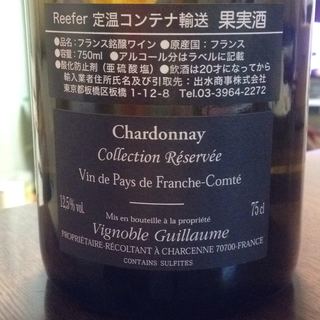 Reefer 定温コンテナ輸送 果実酒
●品名:フランス銘醸ワイン ●原産国:フランス
●容量:750ml ●アルコール分はラベルに記載
●酸化防止剤(亜硫酸塩) ●飲酒は20才になってから
輸入業者住所氏名及び引取先:出水商事株式会社
東京都板橋区板橋1-12-8 TEL.03-3964-2272
Chardonnay
Collection Réservée
Vin de Pays de Franche-Comté
12,5% vol.
Mis en bouteille à la propriété
75 cl
Vignoble Guillaume
PROPRIÉTAIRE-RÉCOLTANT À CHARCENNE 70700-FRANCE
CONTAINS SULFITES